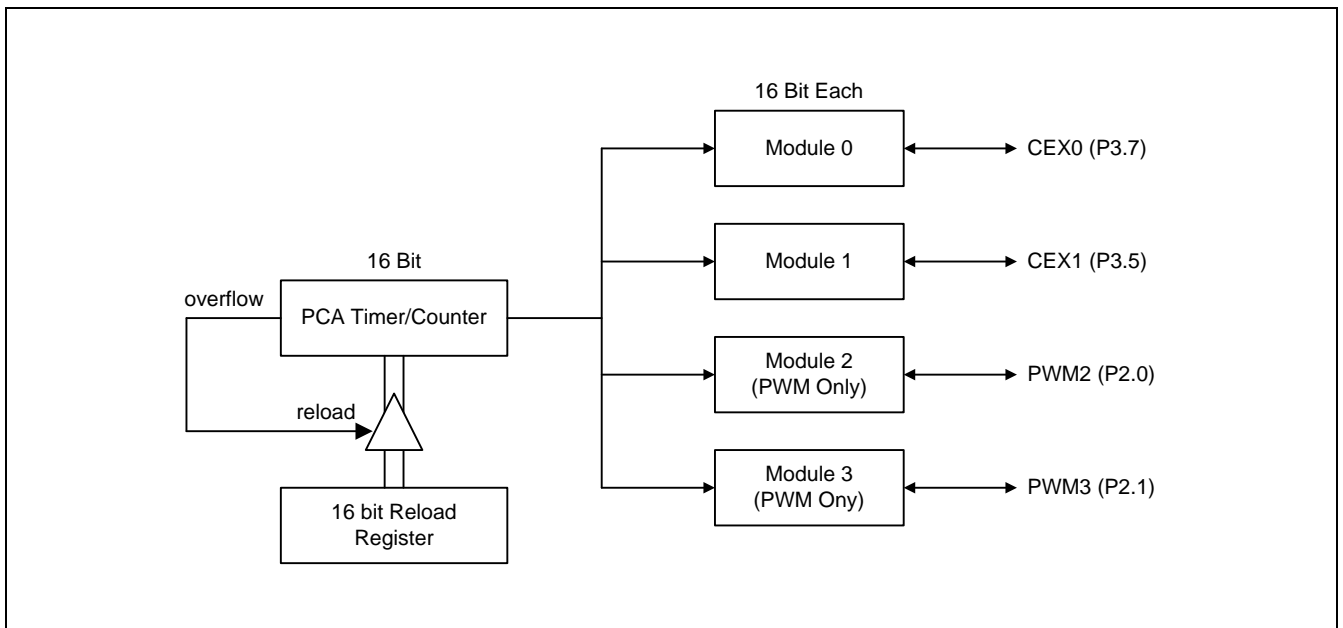 16 Bit Each
Module 0
CEX0 (P3.7)
Module 1
CEX1 (P3.5)
16 Bit
overflow
PCA Timer/Counter
Module 2
(PWM Only)
PWM2 (P2.0)
reload
Module 3
(PWM Ony)
PWM3 (P2.1)
16 bit Reload
Register